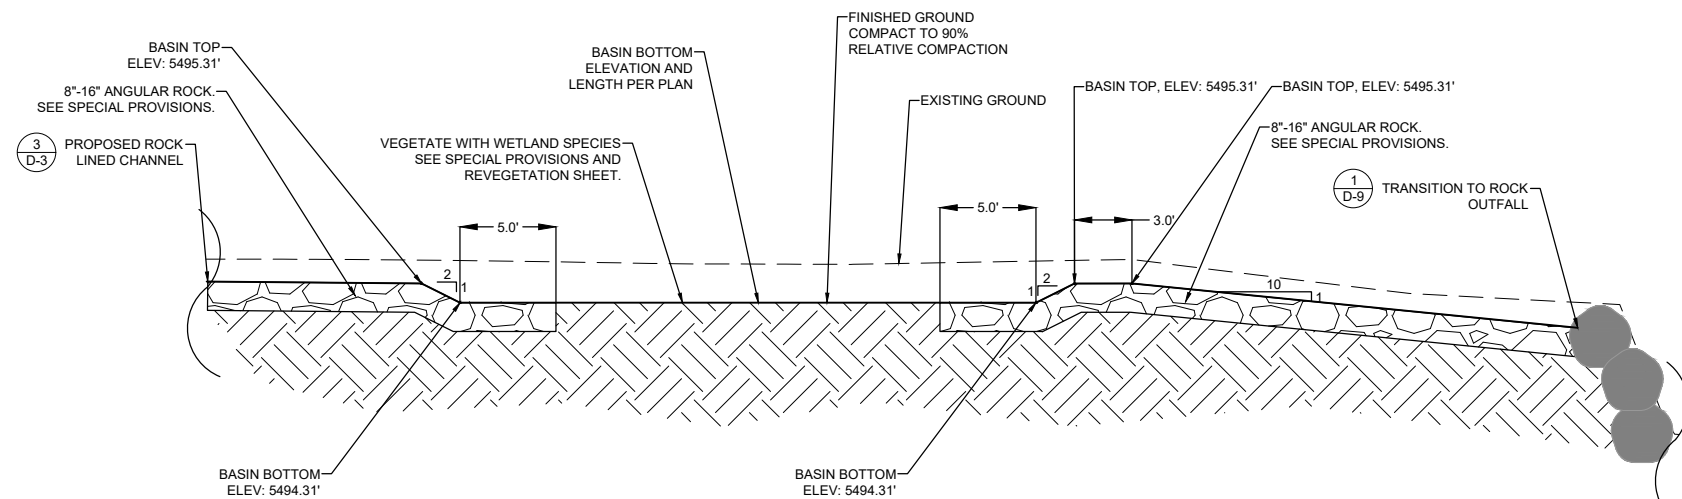 FINISHED GROUND
COMPACT TO 90%
RELATIVE COMPACTION
BASIN TOP
ELEV: 5495.31'
BASIN BOTTOM
ELEVATION AND
LENGTH PER PLAN
8"-16" ANGULAR ROCK.
SEE SPECIAL PROVISIONS.
EXISTING GROUND
BASIN TOP, ELEV: 5495.31'
BASIN TOP, ELEV: 5495.31'
3
D-3
PROPOSED ROCK
LINED CHANNEL
VEGETATE WITH WETLAND SPECIES
SEE SPECIAL PROVISIONS AND
REVEGETATION SHEET.
8"-16" ANGULAR ROCK.
SEE SPECIAL PROVISIONS.
1
D-9
TRANSITION TO ROCK
OUTFALL
5.0'
5.0'
3.0'
2
1
2
1
10
1
BASIN BOTTOM
ELEV: 5494.31'
BASIN BOTTOM
ELEV: 5494.31'